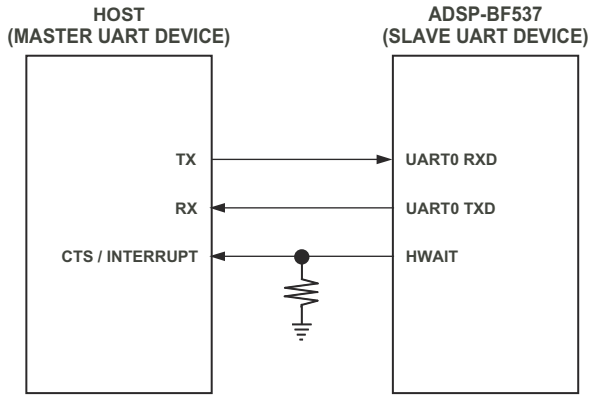 HOST
(MASTER UART DEVICE)
ADSP-BF537
(SLAVE UART DEVICE)
TX
UART0 RXD
RX
UART0 TXD
CTS / INTERRUPT
HWAIT